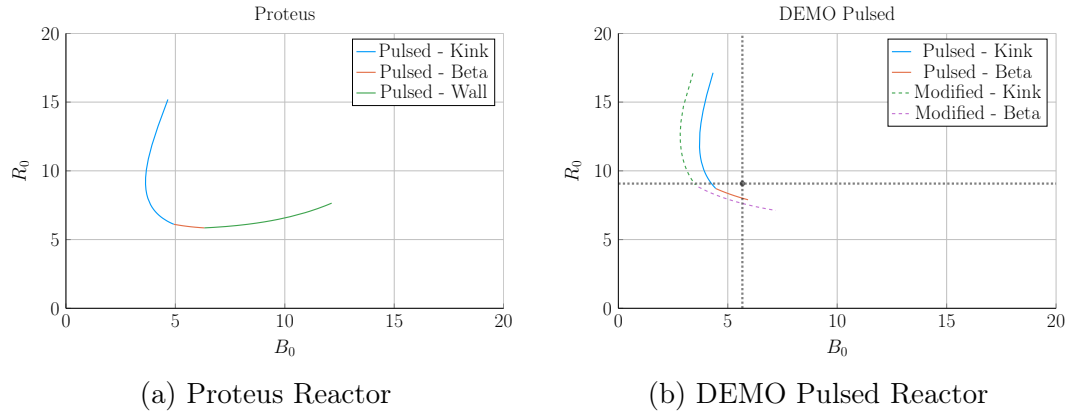 Proteus
20
15
10
5
0
R₀
0 5 10 15 20
B₀
Pulsed - Kink
Pulsed - Beta
Pulsed - Wall
(a) Proteus Reactor
DEMO Pulsed
20
15
10
5
0
R₀
0 5 10 15 20
B₀
Pulsed - Kink
Pulsed - Beta
Modified - Kink
Modified - Beta
(b) DEMO Pulsed Reactor